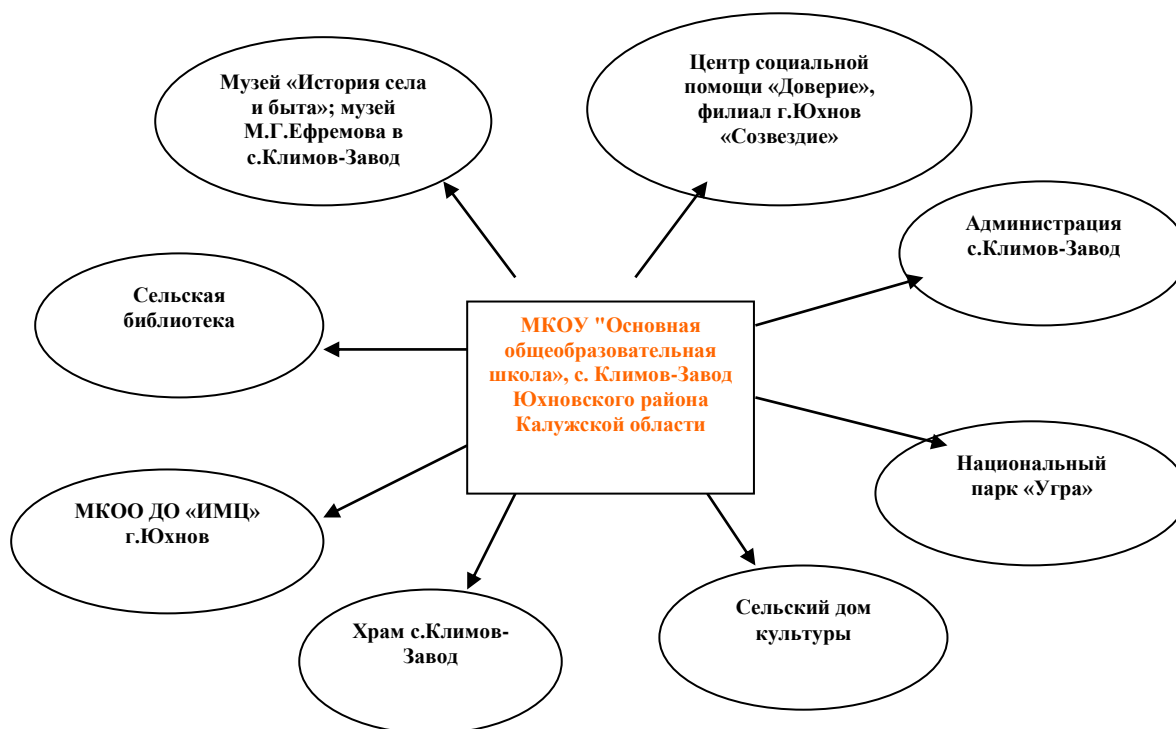 Музей «История села
и быта»; музей
М.Г.Ефремова в
с.Климов-Завод
Центр социальной
помощи «Доверие»,
филиал г.Юхнов
«Созвездие»
Администрация
с.Климов-Завод
Сельская
библиотека
МКОУ "Основная
общеобразовательная
школа», с. Климов-Завод
Юхновского района
Калужской области
Национальный
парк «Угра»
МКОО ДО «ИМЦ»
г.Юхнов
Храм с.Климов-
Завод
Сельский дом
культуры